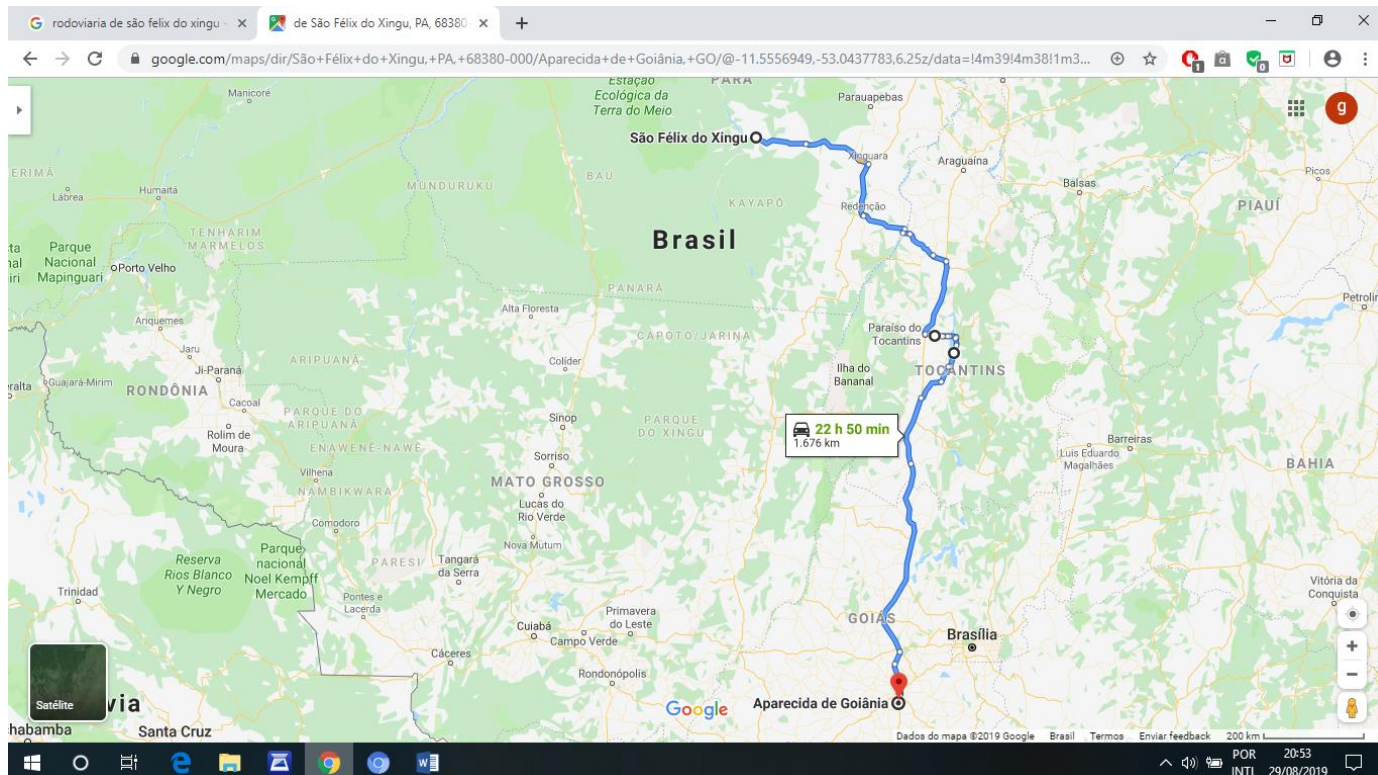 rodoviaria de são felix do xingu -
de São Félix do Xingu, PA, 68380-
google.com/maps/dir/São+Félix+do+Xingu,+PA,+68380-000/Aparecida+de+Goiânia,+GO/@-11.5556949,-53.0437783,6.25z/data=!4m39!4m38!1m3...
Manicoré
Estação
Ecológica da
Terra do Meio
PARÁ
Parauapebas
g
São Félix do Xingu
Xinguara
Araguaína
Picos
Balsas
Humaitá
Lábrea
MUNDURUKU
BAÚ
KAYAPÓ
Redenção
PIAUÍ
TENHARIM
MARMELOS
Brasil
Parque
Nacional
Mapinguari
Porto Velho
PANARÁ
Alta Floresta
Petrolin
Ariquemes
CAPOTO/JARINA
Paraíso do
Tocantins
Jaru
Ji-Paraná
ARIPUANÃ
Colíder
Ilha do
Bananal
TOCANTINS
Guajará-Mirim
RONDÔNIA
Cacoal
PARQUE DO
ARIPUANÃ
Sinop
PARQUE
DO XINGU
22 h 50 min
1.676 km
Rolim de
Moura
ENAWENÊ-NAWÊ
Sorriso
Barreiras
Luis Eduardo
Magalhães
BAHIA
Vilhena
NAMBIKWARA
MATO GROSSO
Lucas do
Rio Verde
Comodoro
Nova Mutum
Reserva
Rios Blanco
Y Negro
Parque
nacional
Noel Kempff
Mercado
PARESI
Tangará
da Serra
Trinidad
Pontes e
Lacerda
Vitória da
Conquista
Primavera
do Leste
GOIÁS
Cuiabá
Campo Verde
Brasília
Cáceres
Rondonópolis
Satélite
via
Google
Aparecida de Goiânia
habamba
Santa Cruz
Dados do mapa ©2019 Google Brasil Termos Enviar feedback 200 km
POR
INTL
20:53
29/08/2019